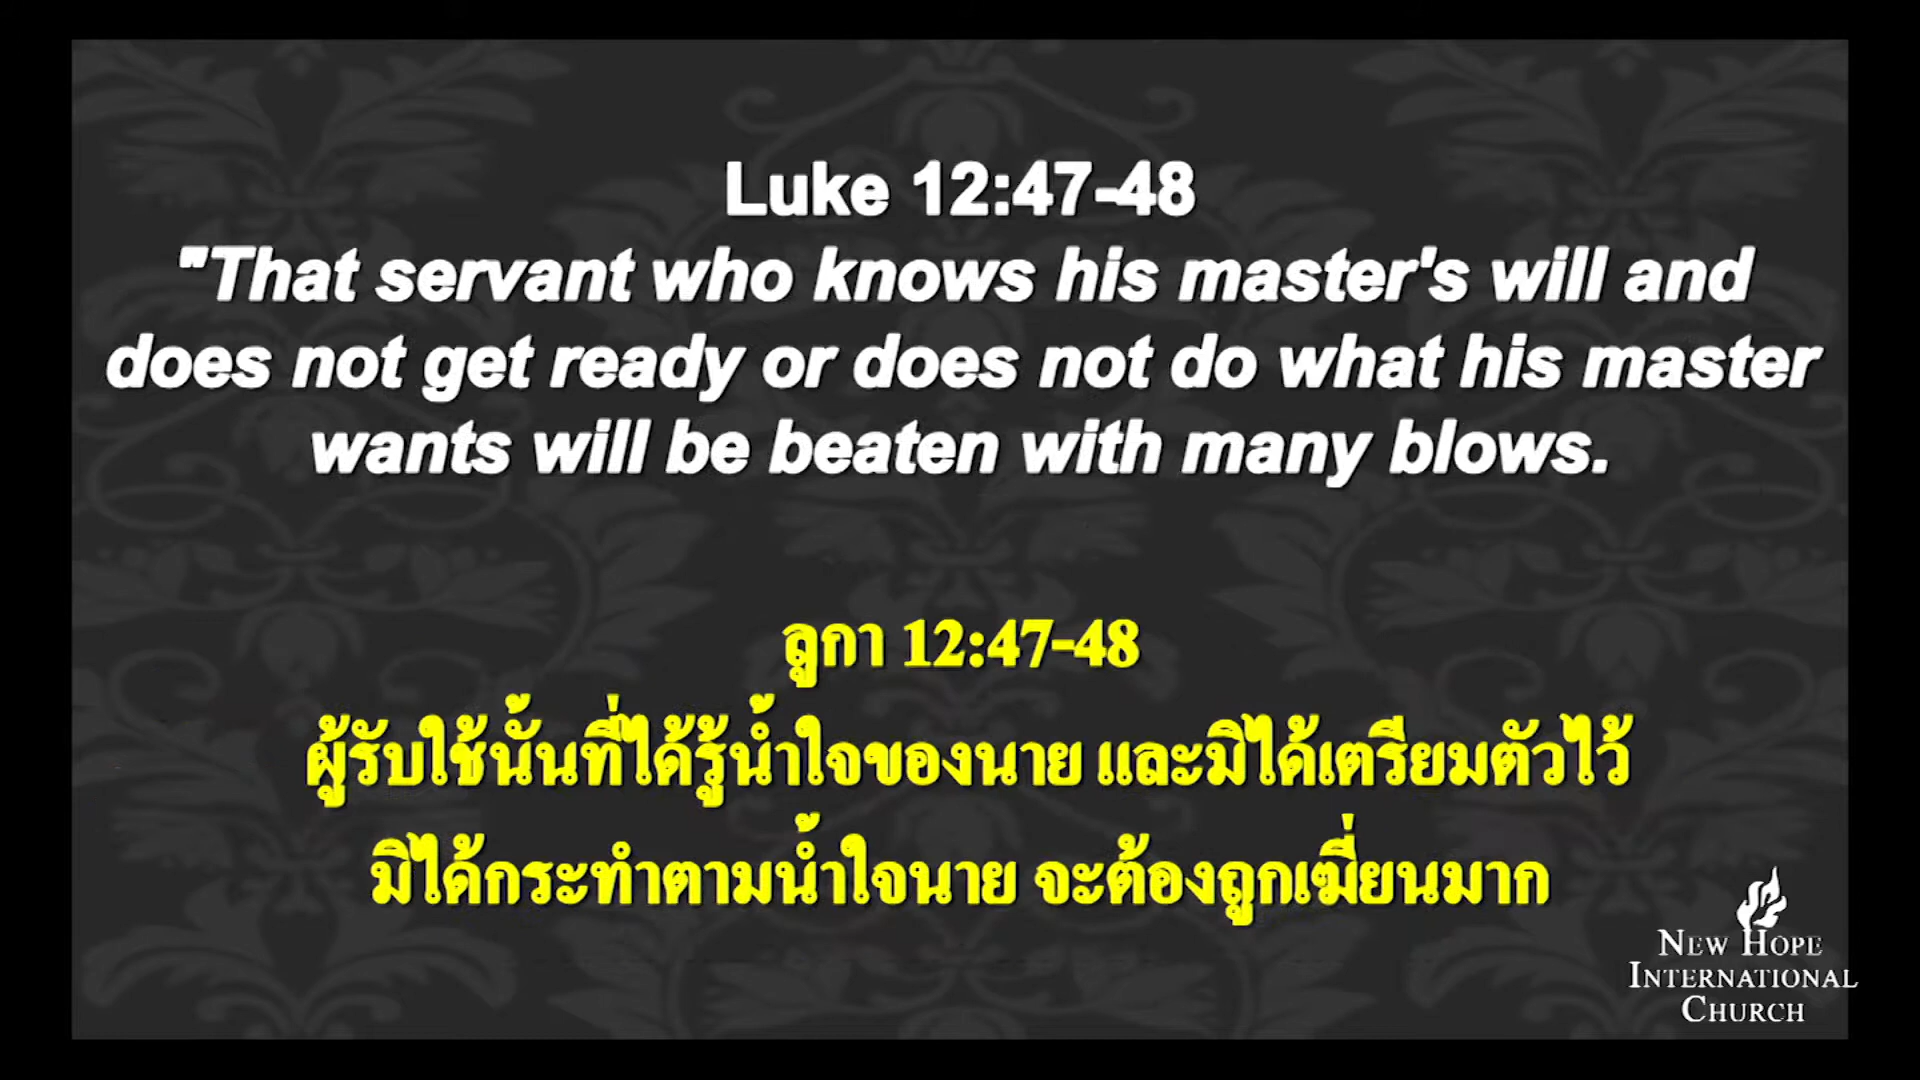 Luke 12:47-48
"That servant who knows his master's will and
does not get ready or does not do what his master
wants will be beaten with many blows.
ลูกา 12:47-48
ผู้รับใช้นั้นที่ได้รู้น้ำใจของนาย และมิได้เตรียมตัวไว้
มิได้กระทำตามน้ำใจนาย จะต้องถูกเฆี่ยนมาก
NEW HOPE
INTERNATIONAL
CHURCH